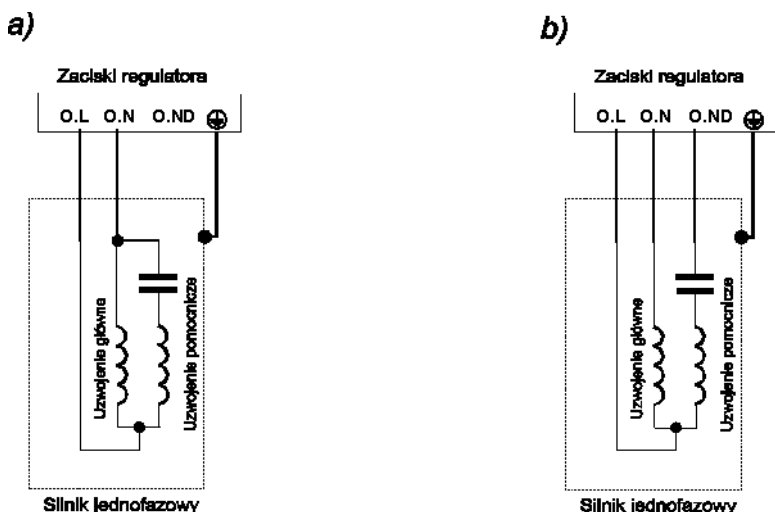 a)
Zaciski regulatora
O.L O.N O.ND
Uzwojenie główne
Uzwojenie pomocnicze
Silnik jednofazowy
b)
Zaciski regulatora
O.L O.N O.ND
Uzwojenie główne
Uzwojenie pomocnicze
Silnik jednofazowy